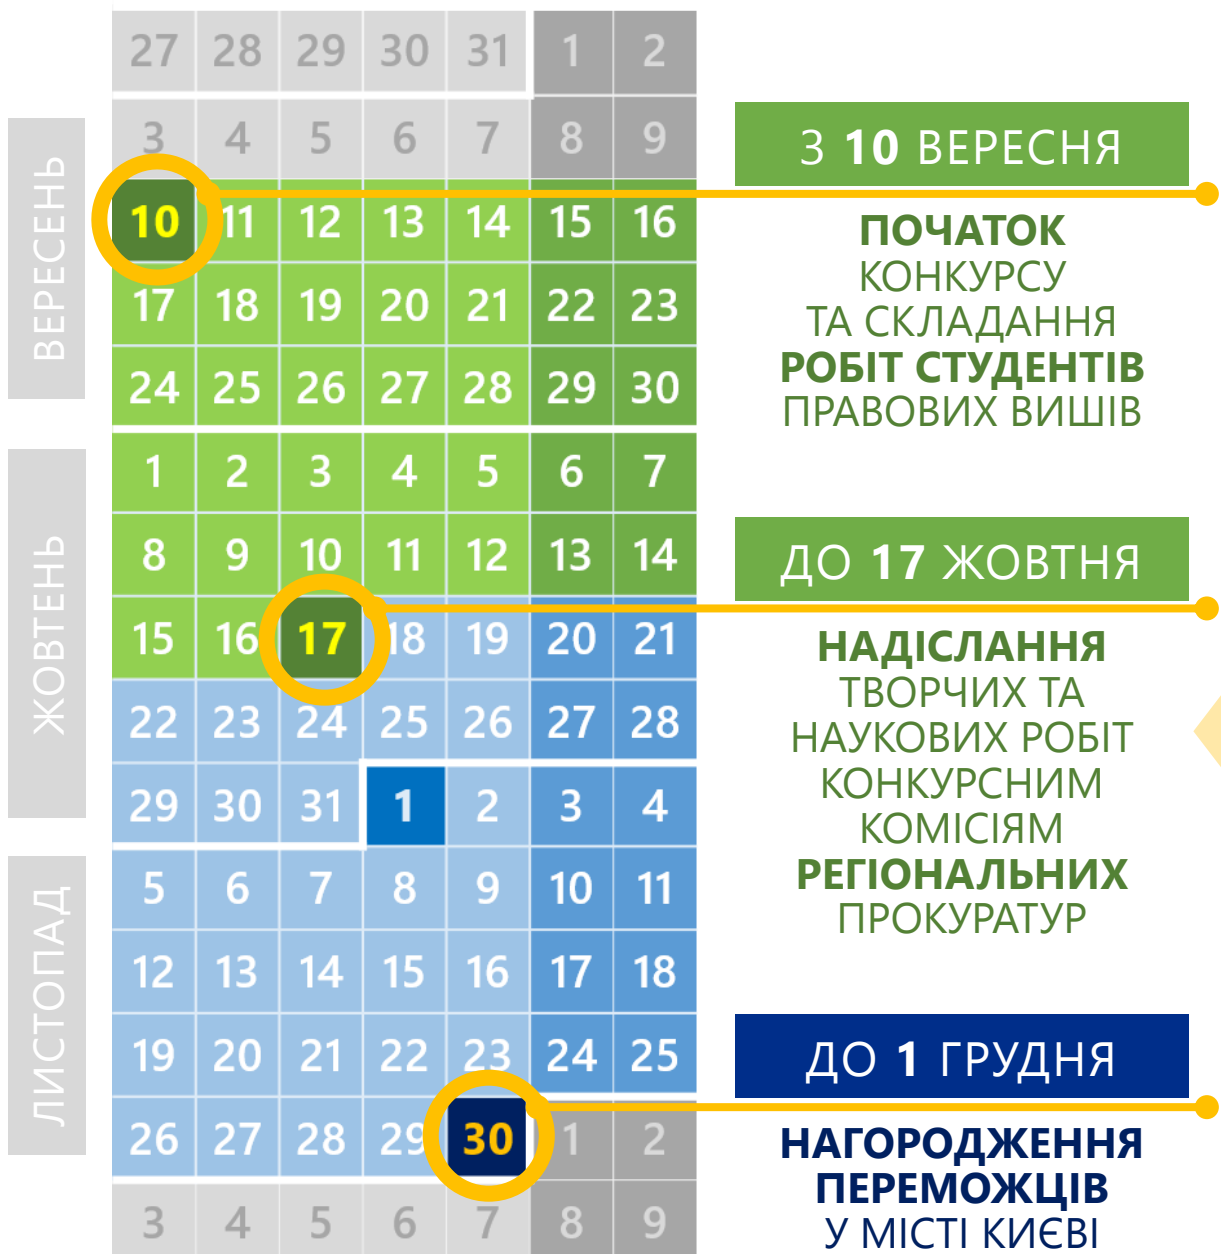 ВЕРЕСЕНЬ
ЖОВТЕНЬ
ЛИСТОПАД
27 28 29 30 31 1 2
3 4 5 6 7 8 9
10 11 12 13 14 15 16
17 18 19 20 21 22 23
24 25 26 27 28 29 30
1 2 3 4 5 6 7
8 9 10 11 12 13 14
15 16 17 18 19 20 21
22 23 24 25 26 27 28
29 30 31 1 2 3 4
5 6 7 8 9 10 11
12 13 14 15 16 17 18
19 20 21 22 23 24 25
26 27 28 29 30 1 2
3 4 5 6 7 8 9
З 10 ВЕРЕСНЯ
ПОЧАТОК
КОНКУРСУ
ТА СКЛАДАННЯ
РОБІТ СТУДЕНТІВ
ПРАВОВИХ ВИШІВ
ДО 17 ЖОВТНЯ
НАДІСЛАННЯ
ТВОРЧИХ ТА
НАУКОВИХ РОБІТ
КОНКУРСНИМ
КОМІСІЯМ
РЕГІОНАЛЬНИХ
ПРОКУРАТУР
ДО 1 ГРУДНЯ
НАГОРОДЖЕННЯ
ПЕРЕМОЖЦІВ
У МІСТІ КИЄВІ